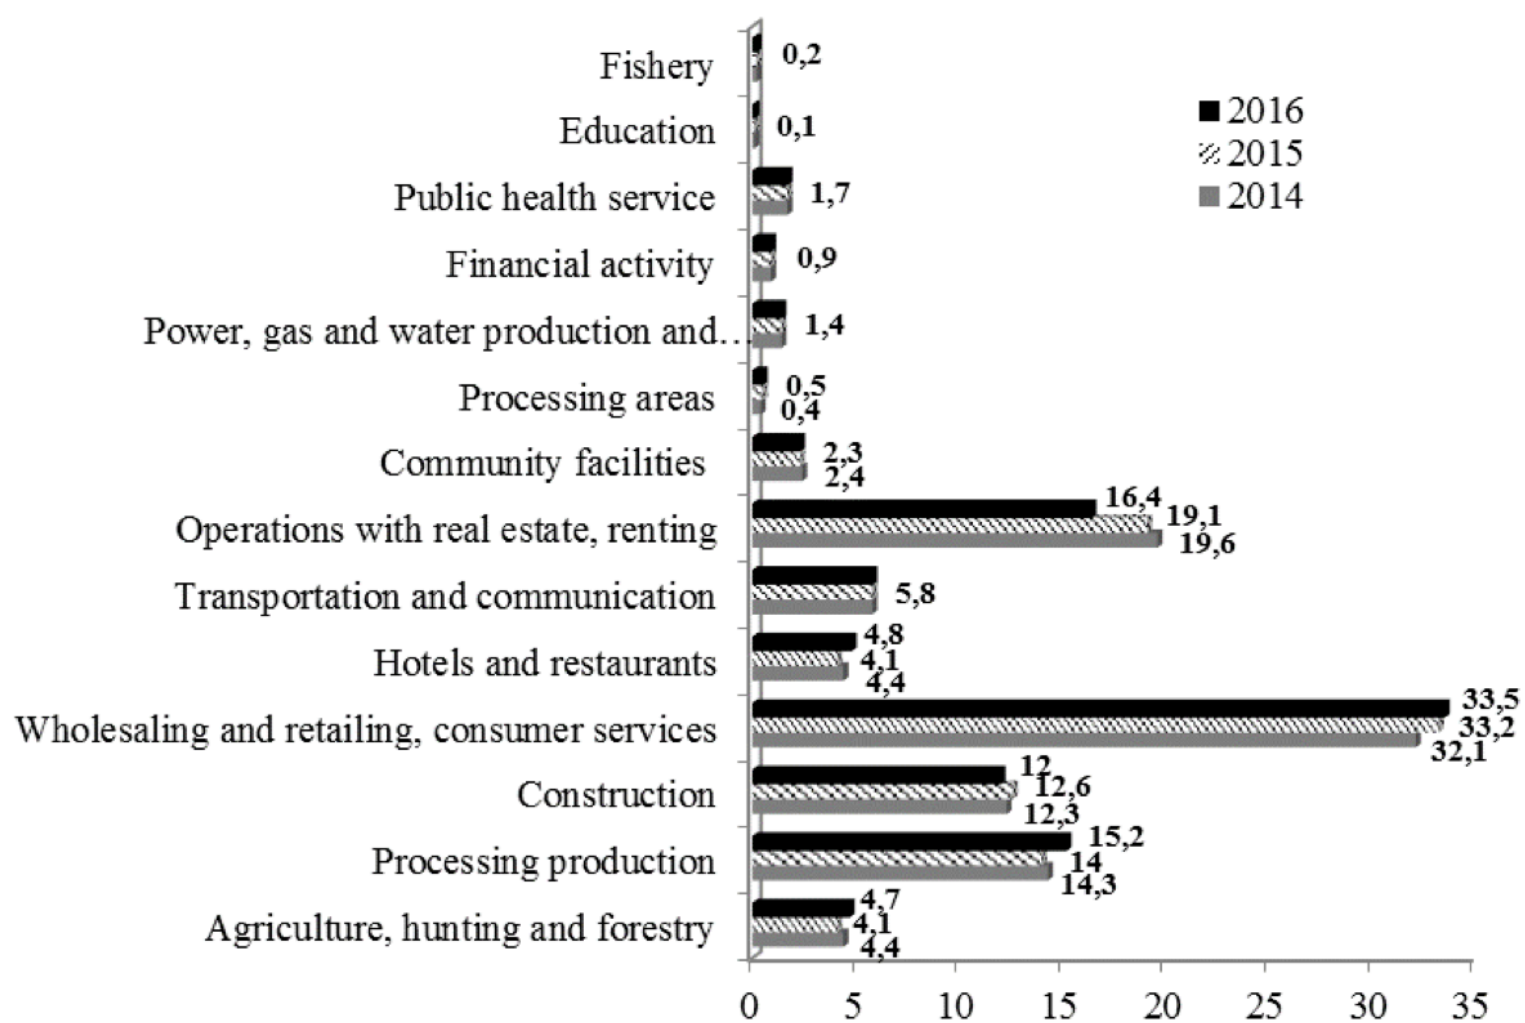 Fishery
0,2
Education
0,1
Public health service
1,7
Financial activity
0,9
Power, gas and water production and…
1,4
Processing areas
0,5
0,4
Community facilities
2,3
2,4
Operations with real estate, renting
16,4
19,1
19,6
Transportation and communication
5,8
Hotels and restaurants
4,8
4,1
4,4
Wholesaling and retailing, consumer services
33,5
33,2
32,1
Construction
12
12,6
12,3
Processing production
15,2
14
14,3
Agriculture, hunting and forestry
4,7
4,1
4,4
0 5 10 15 20 25 30 35
2016
2015
2014